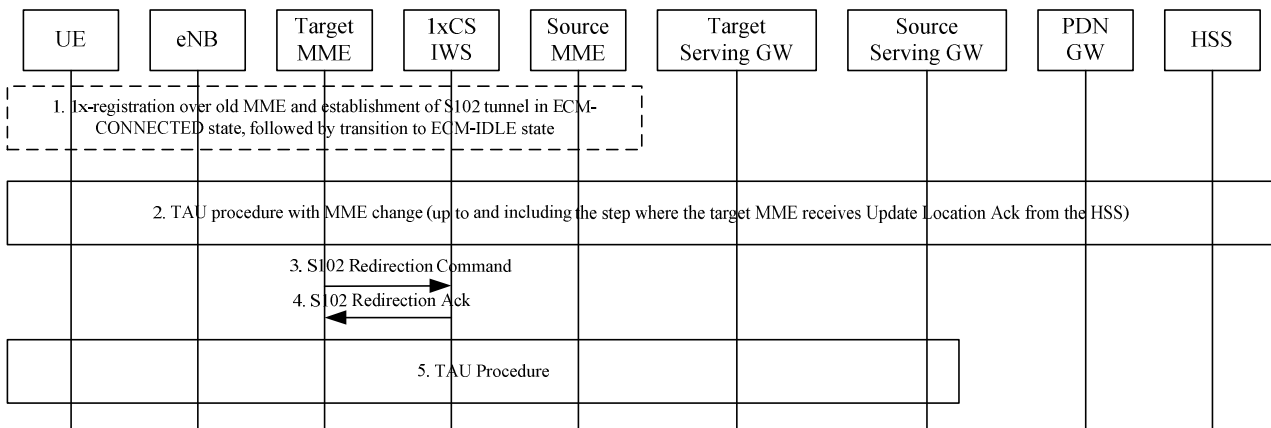 UE
eNB
Target
MME
1xCS
IWS
Source
MME
Target
Serving GW
Source
Serving GW
PDN
GW
HSS
1. 1x-registration over old MME and establishment of S102 tunnel in ECM-
CONNECTED state, followed by transition to ECM-IDLE state
2. TAU procedure with MME change (up to and including the step where the target MME receives Update Location Ack from the HSS)
3. S102 Redirection Command
4. S102 Redirection Ack
5. TAU Procedure